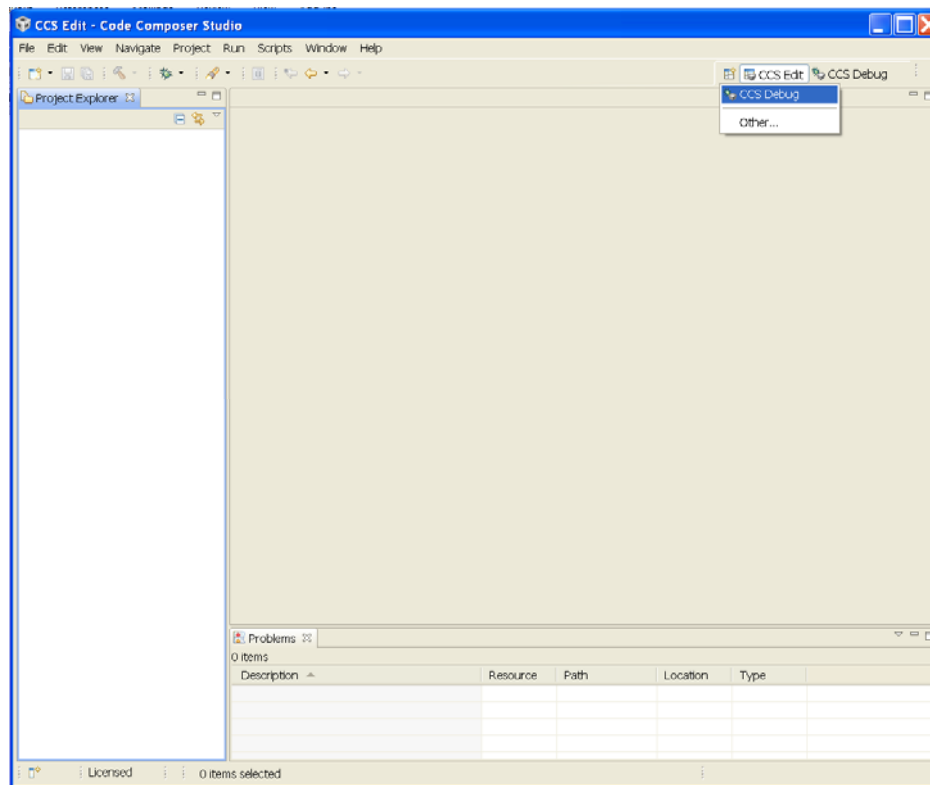 CCS Edit - Code Composer Studio
File Edit View Navigate Project Run Scripts Window Help
CCS Edit CCS Debug
Project Explorer
CCS Debug
Other...
Problems
0 items
Description Resource Path Location Type
Licensed 0 items selected